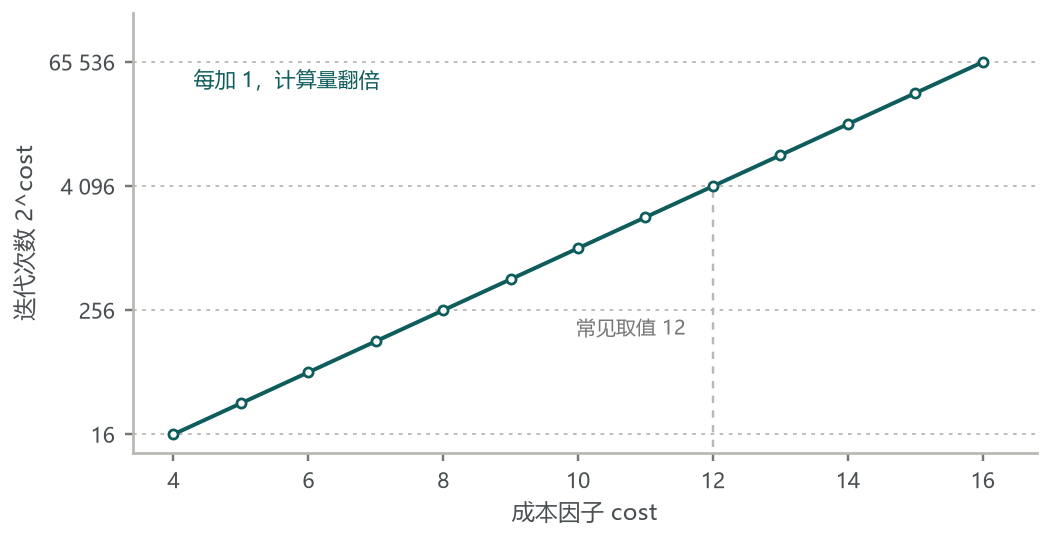 65 536
每加 1，计算量翻倍
4 096
迭代次数 2^cost
256
常见取值 12
16
4 6 8 10 12 14 16
成本因子 cost